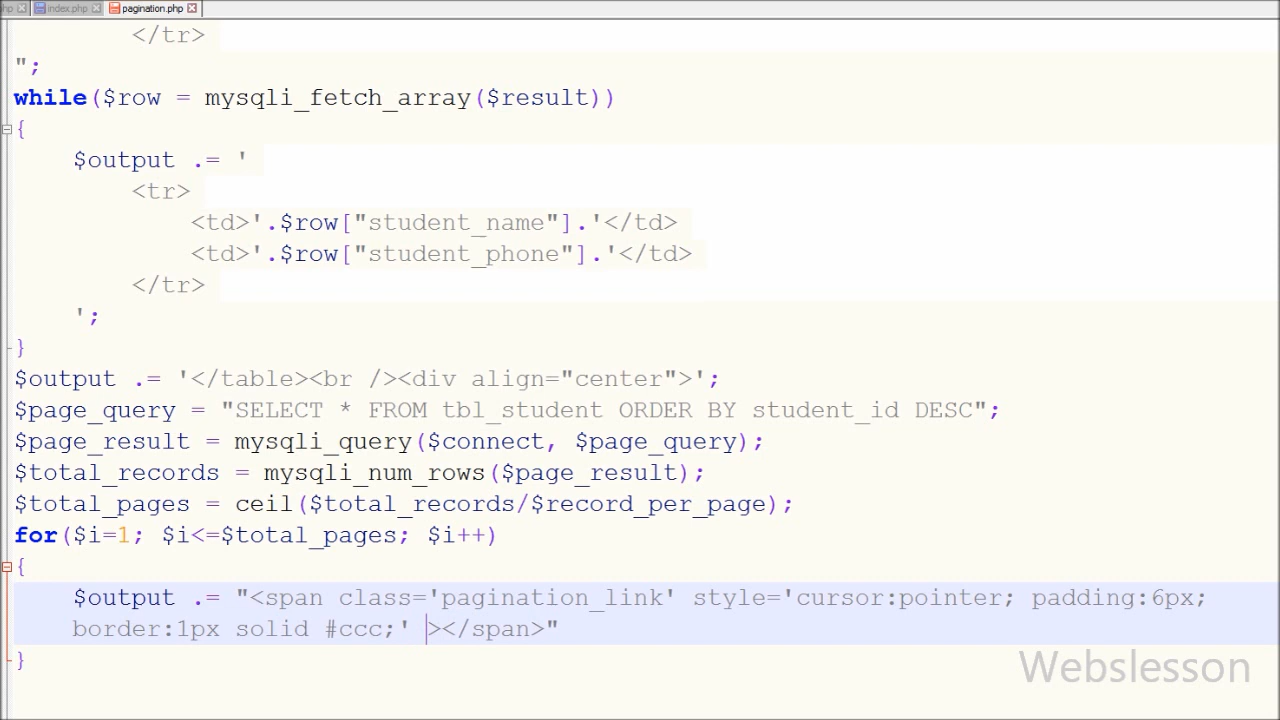 hp index.php pagination.php
</tr>
";
while($row = mysqli_fetch_array($result))
{
$output .= '
<tr>
<td>'.$row["student_name"].'</td>
<td>'.$row["student_phone"].'</td>
</tr>
';
}
$output .= '</table><br /><div align="center">';
$page_query = "SELECT * FROM tbl_student ORDER BY student_id DESC";
$page_result = mysqli_query($connect, $page_query);
$total_records = mysqli_num_rows($page_result);
$total_pages = ceil($total_records/$record_per_page);
for($i=1; $i<=$total_pages; $i++)
{
$output .= "<span class='pagination_link' style='cursor:pointer; padding:6px;
border:1px solid #ccc;' ></span>"
}
Webslesson